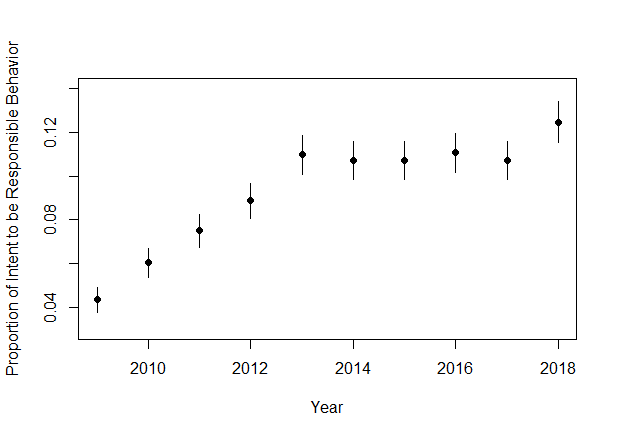 Proportion of Intent to be Responsible Behavior
0.12
0.08
0.04
2010 2012 2014 2016 2018
Year